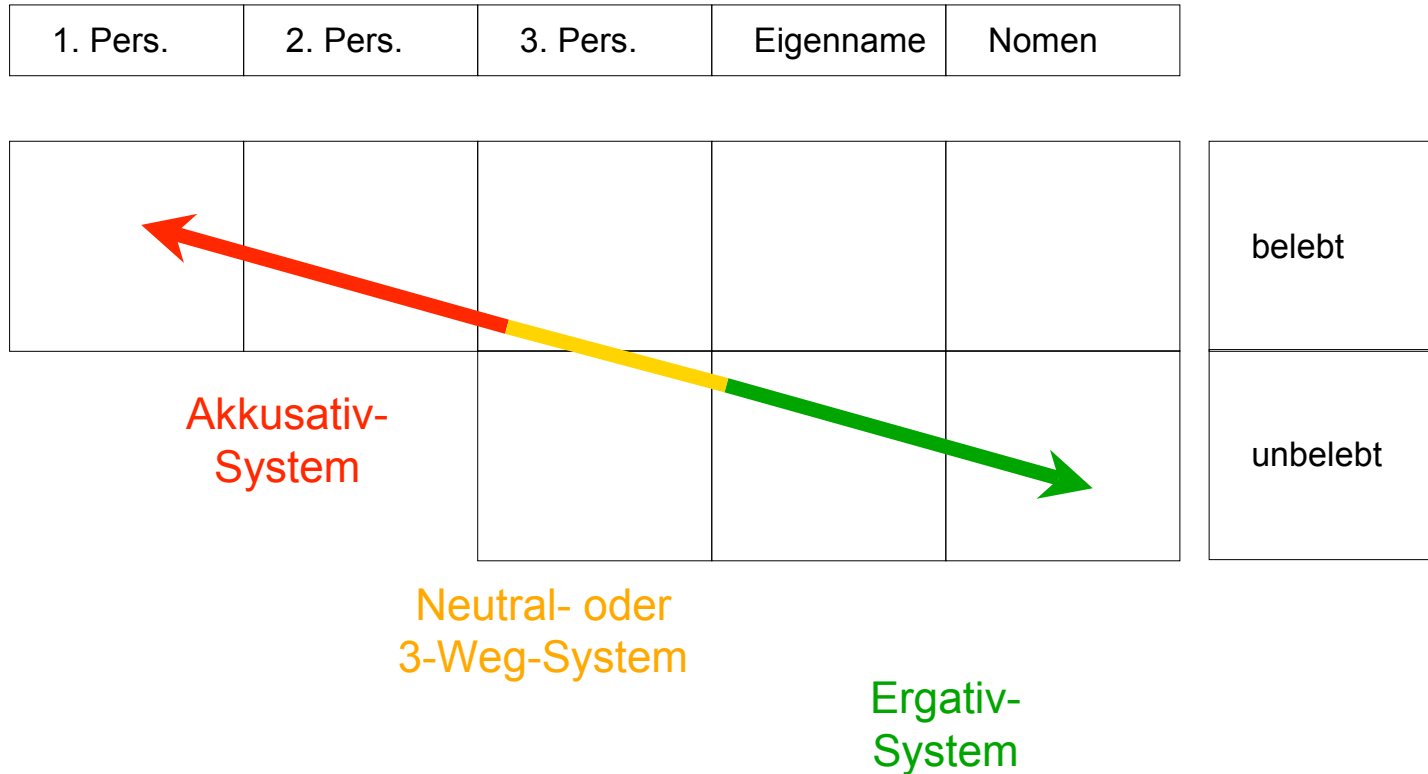 1. Pers. 2. Pers. 3. Pers. Eigenname Nomen
belebt
Akkusativ-
System
unbelebt
Neutral- oder
3-Weg-System
Ergativ-
System